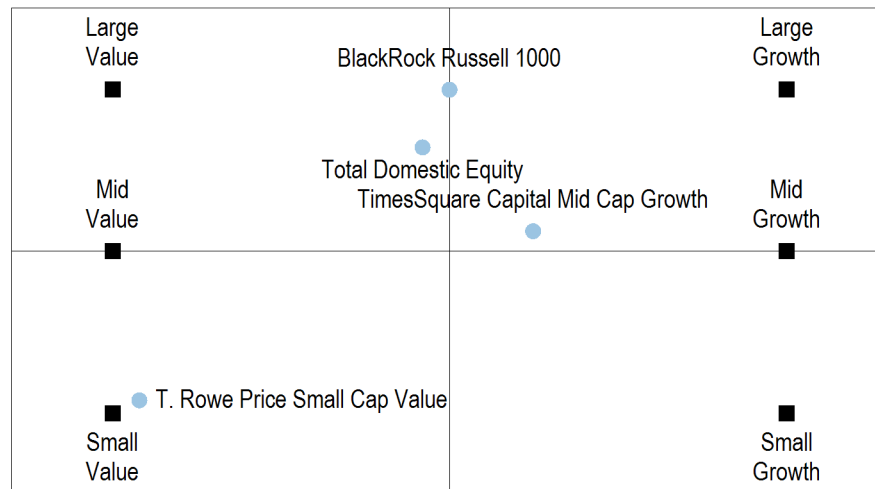 Large
Value
Large
Growth
BlackRock Russell 1000
Total Domestic Equity
Mid
Value
TimesSquare Capital Mid Cap Growth
Mid
Growth
T. Rowe Price Small Cap Value
Small
Value
Small
Growth